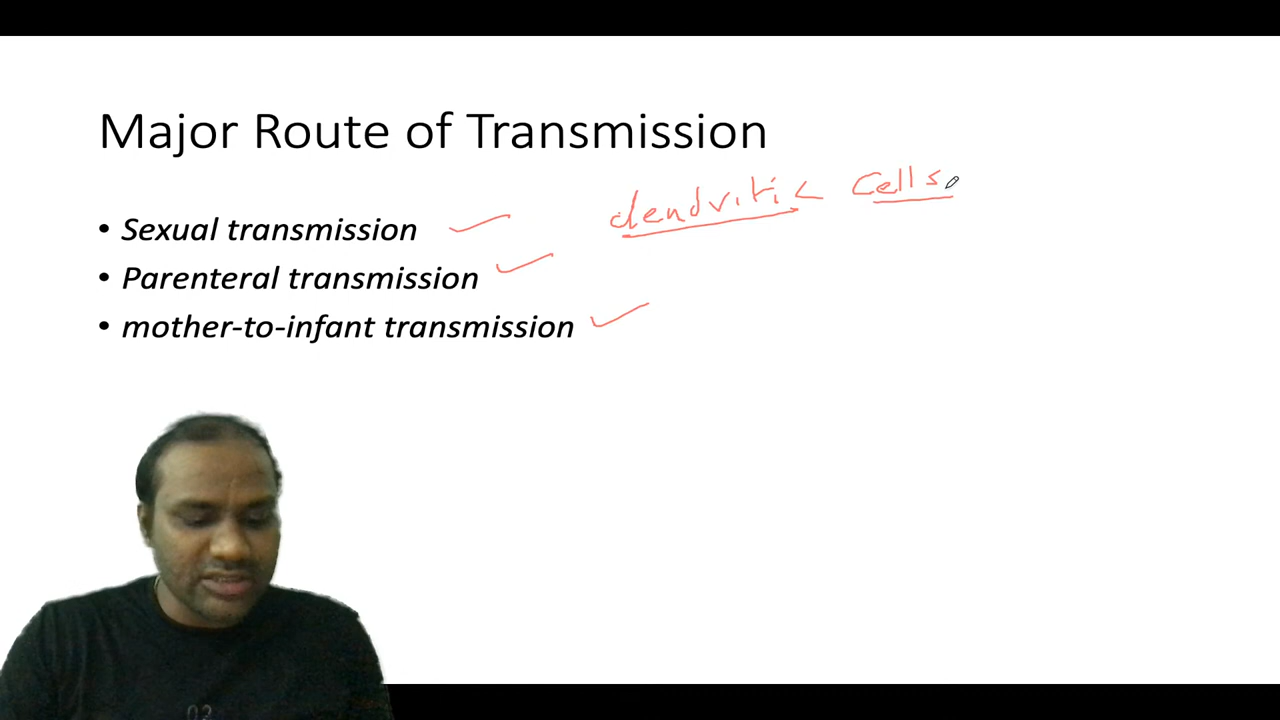 Major Route of Transmission
dendritic cells
• Sexual transmission
• Parenteral transmission
• mother-to-infant transmission